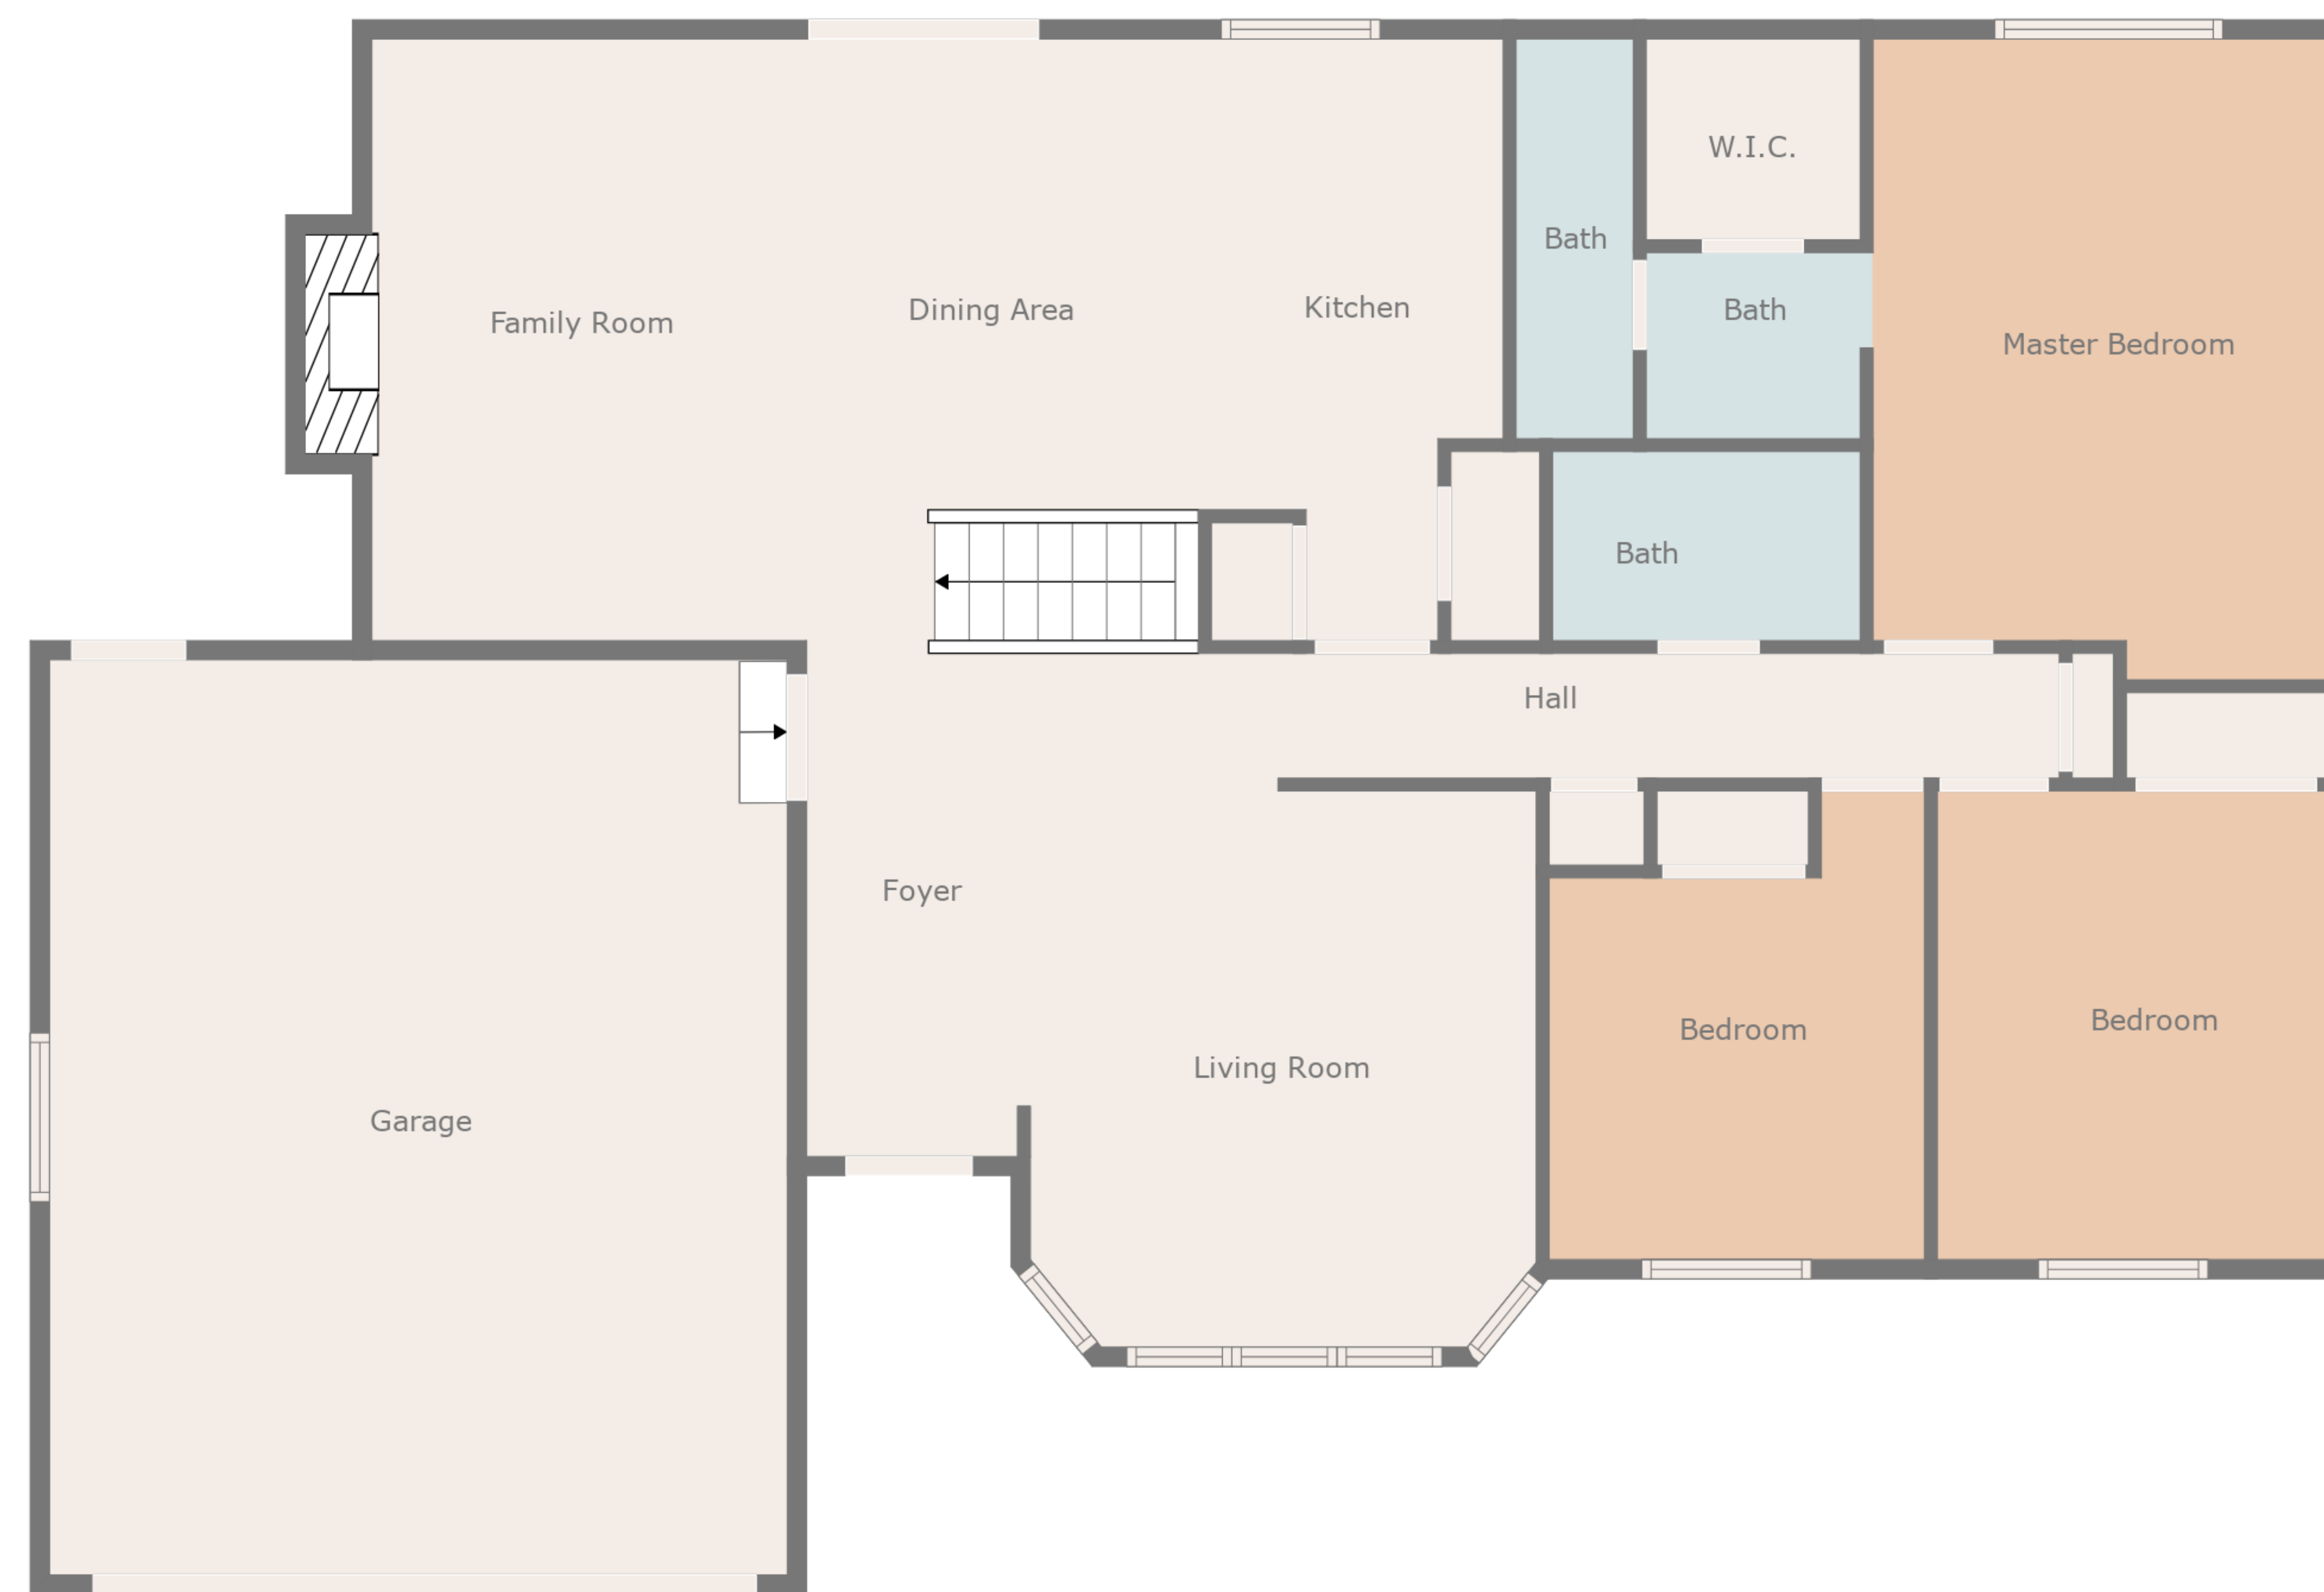 W.I.C.
Bath
Family Room
Dining Area
Kitchen
Bath
Master Bedroom
Bath
Hall
Foyer
Living Room
Bedroom
Bedroom
Garage